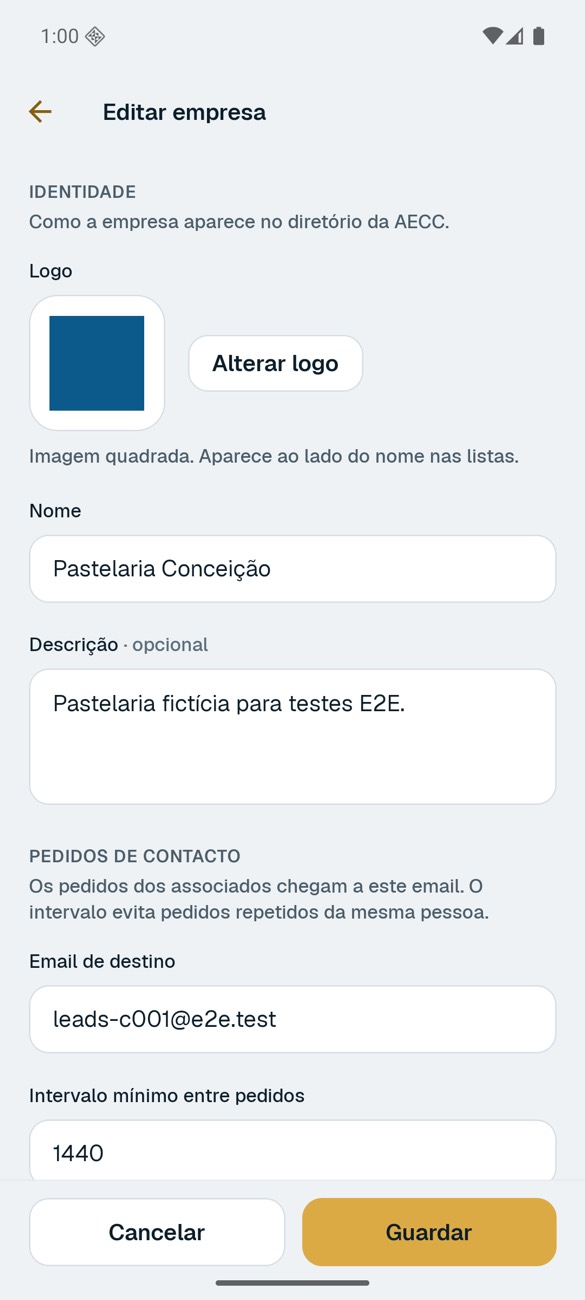 1:00
Editar empresa
IDENTIDADE
Como a empresa aparece no diretório da AECC.
Logo
Alterar logo
Imagem quadrada. Aparece ao lado do nome nas listas.
Nome
Pastelaria Conceição
Descrição · opcional
Pastelaria fictícia para testes E2E.
PEDIDOS DE CONTACTO
Os pedidos dos associados chegam a este email. O
intervalo evita pedidos repetidos da mesma pessoa.
Email de destino
leads-c001@e2e.test
Intervalo mínimo entre pedidos
1440
Cancelar
Guardar